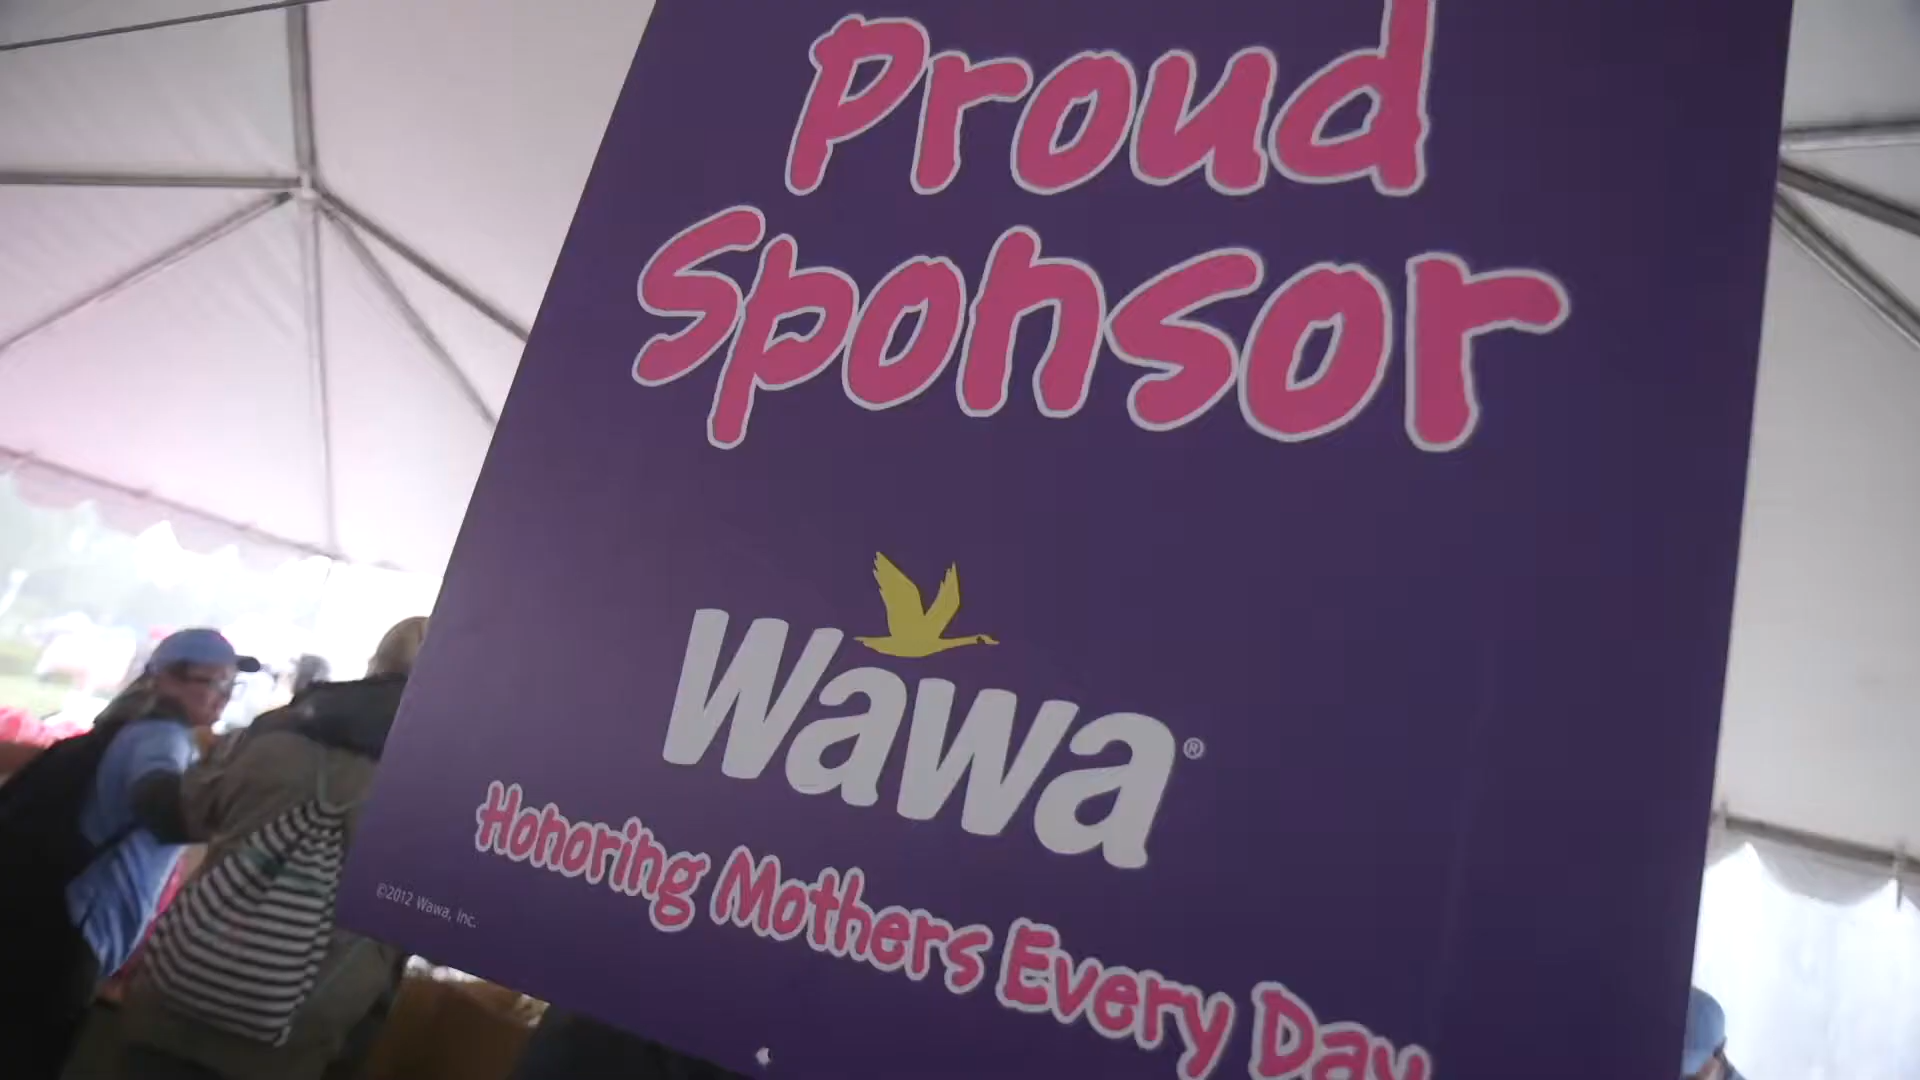 Proud
Sponsor
Wawa®
Honoring Mothers Every Day
©2012 Wawa, Inc.